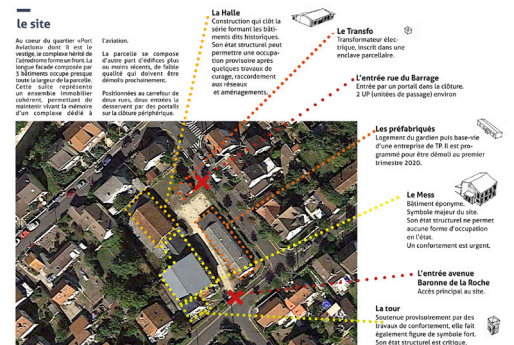 le site
Au coeur du quartier «Port
Aviation» dont il est le
vestige, le complexe hérité de
l'aérodrome forme un front. La
longue façade composée par
3 bâtiments occupe presque
toute la largeur de la parcelle.
Cette suite représente
un ensemble immobilier
cohérent, permettant de
maintenir vivant la mémoire
d'un complexe dédié à
l'aviation.
La parcelle se compose
d'autre part d'édifices plus
ou moins récents, de faible
qualité qui doivent être
démolis prochainement.
Positionnées au carrefour de
deux rues, deux entrées la
desservent par des portails
sur la clôture périphérique.
La Halle
Construction qui clôt la
série formant les bâti-
ments dits historiques.
Son état structurel peut
permettre une occupa-
tion provisoire après
quelques travaux de
curage, raccordement
aux réseaux
et aménagements.
Le Transfo
Transformateur élec-
trique, inscrit dans une
enclave parcellaire.
L'entrée rue du Barrage
Entrée par un portail dans la clôture.
2 UP (unitées de passage) environ
Les préfabriqués
Logement du gardien puis base-vie
d'une entreprise de TP. Il est pro-
grammé pour être démoli au premier
trimestre 2020.
Le Mess
Bâtiment éponyme.
Symbole majeur du site.
Son état structurel ne permet
aucune forme d'occupation
en l'état.
Un confortement est urgent.
L'entrée avenue
Baronne de la Roche
Accès principal au site.
La tour
Soutenue provisoirement par des
travaux de confortement, elle fait
également figure de symbole fort.
Son état structurel est critique.